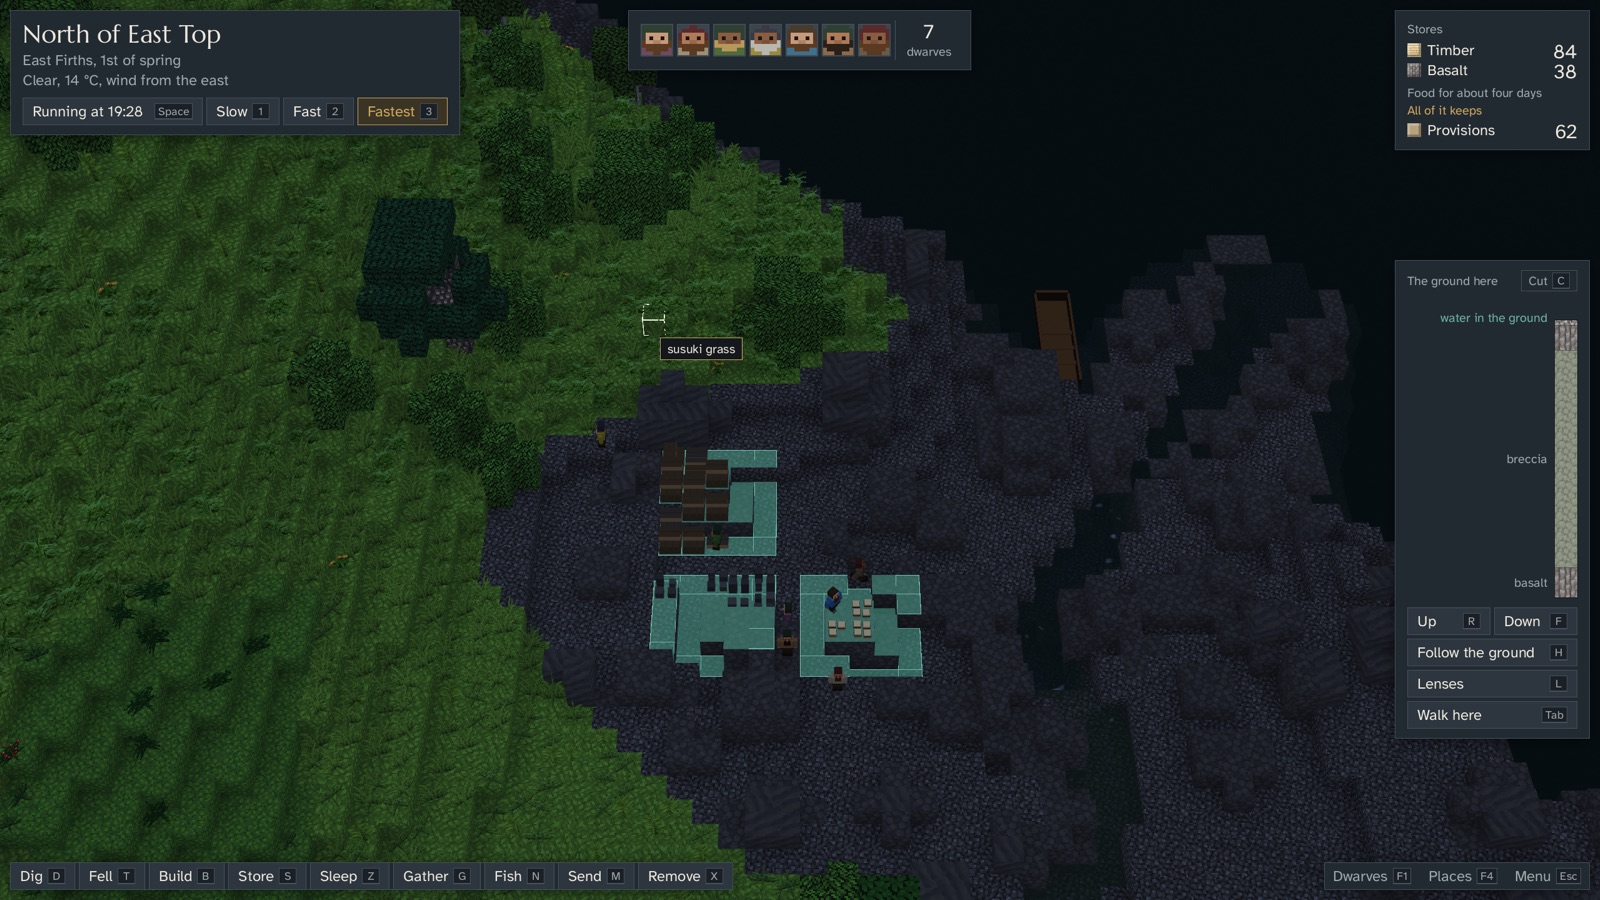 North of East Top
East Firths, 1st of spring
Clear, 14 °C, wind from the east
Running at 19:28 Space
Slow 1
Fast 2
Fastest 3
7
dwarves
Stores
Timber 84
Basalt 38
Food for about four days
All of it keeps
Provisions 62
The ground here
Cut C
water in the ground
breccia
basalt
Up R
Down F
Follow the ground H
Lenses L
Walk here Tab
susuki grass
Dig D
Fell T
Build B
Store S
Sleep Z
Gather G
Fish N
Send M
Remove X
Dwarves F1
Places F4
Menu Esc